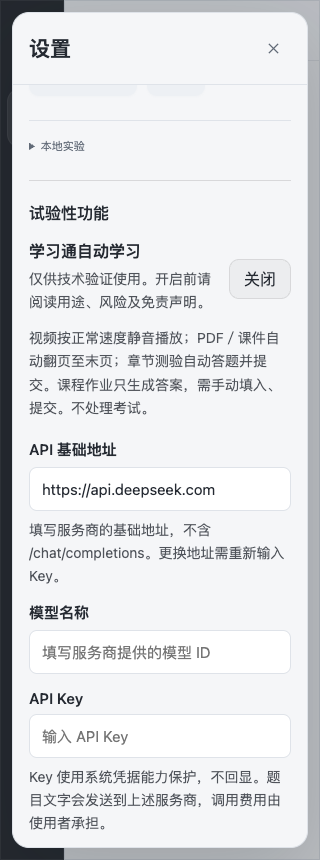 设置
本地实验
试验性功能
学习通自动学习
仅供技术验证使用。开启前请
阅读用途、风险及免责声明。
关闭
视频按正常速度静音播放；PDF / 课件自
动翻页至末页；章节测验自动答题并提
交。课程作业只生成答案，需手动填入、
提交。不处理考试。
API 基础地址
https://api.deepseek.com
填写服务商的基础地址，不含
/chat/completions。更换地址需重新输入
Key。
模型名称
填写服务商提供的模型 ID
API Key
输入 API Key
Key 使用系统凭据能力保护，不回显。题
目文字会发送到上述服务商，调用费用由
使用者承担。